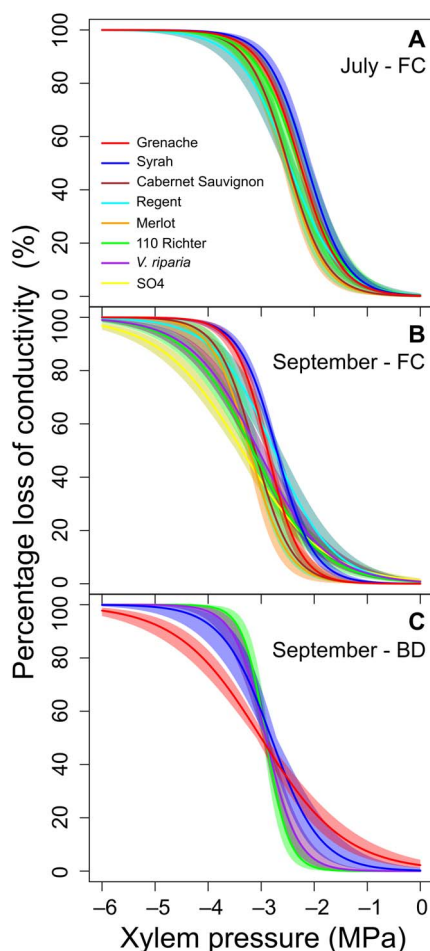 A
July - FC
Grenache
Syrah
Cabernet Sauvignon
Regent
Merlot
110 Richter
V. riparia
SO4
100
80
60
40
20
0
B
September - FC
100
80
60
40
20
0
C
September - BD
100
80
60
40
20
0
Percentage loss of conductivity (%)
−6 −5 −4 −3 −2 −1 0
Xylem pressure (MPa)